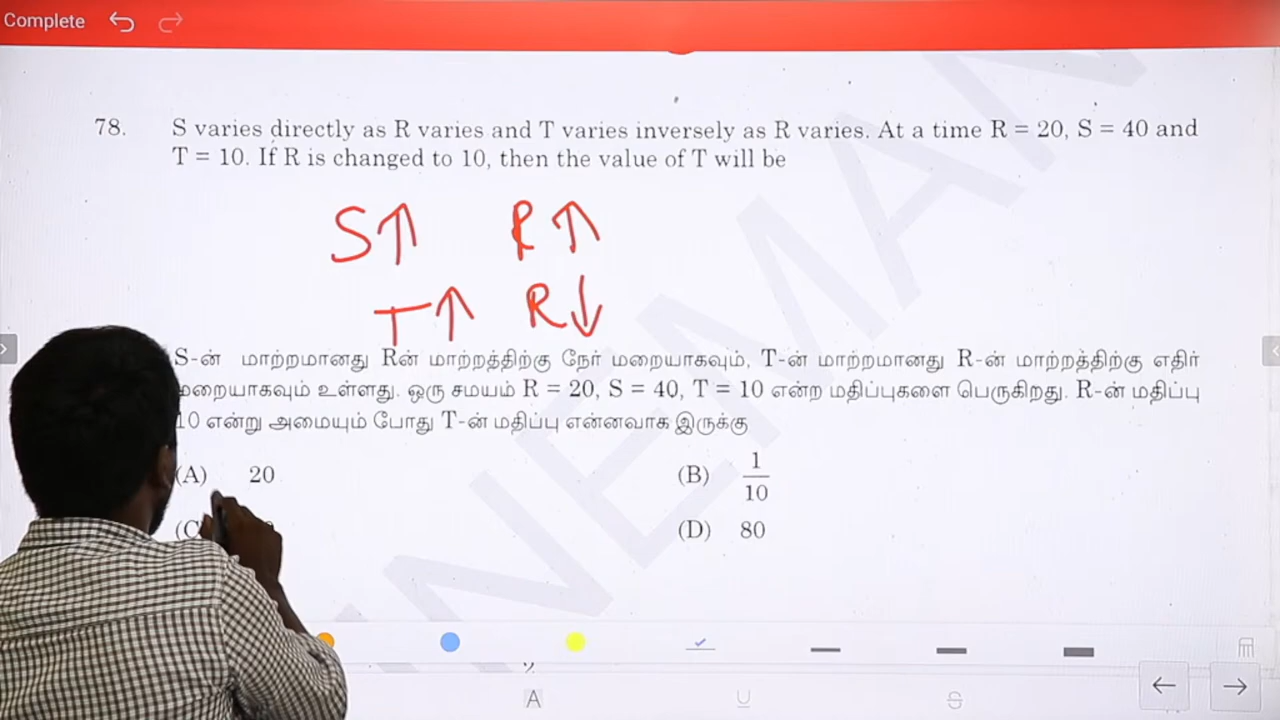 Complete
78. S varies directly as R varies and T varies inversely as R varies. At a time R = 20, S = 40 and
T = 10. If R is changed to 10, then the value of T will be
S↑ R↑
T↑ R↓
S-ன் மாற்றமானது Rன் மாற்றத்திற்கு நேர் மறையாகவும், T-ன் மாற்றமானது R-ன் மாற்றத்திற்கு எதிர்
மறையாகவும் உள்ளது. ஒரு சமயம் R = 20, S = 40, T = 10 என்ற மதிப்புகளை பெருகிறது. R-ன் மதிப்பு
10 என்று அமையும் போது T-ன் மதிப்பு என்னவாக இருக்கு
(A) 20 (B) 1/10
(D) 80
A U S